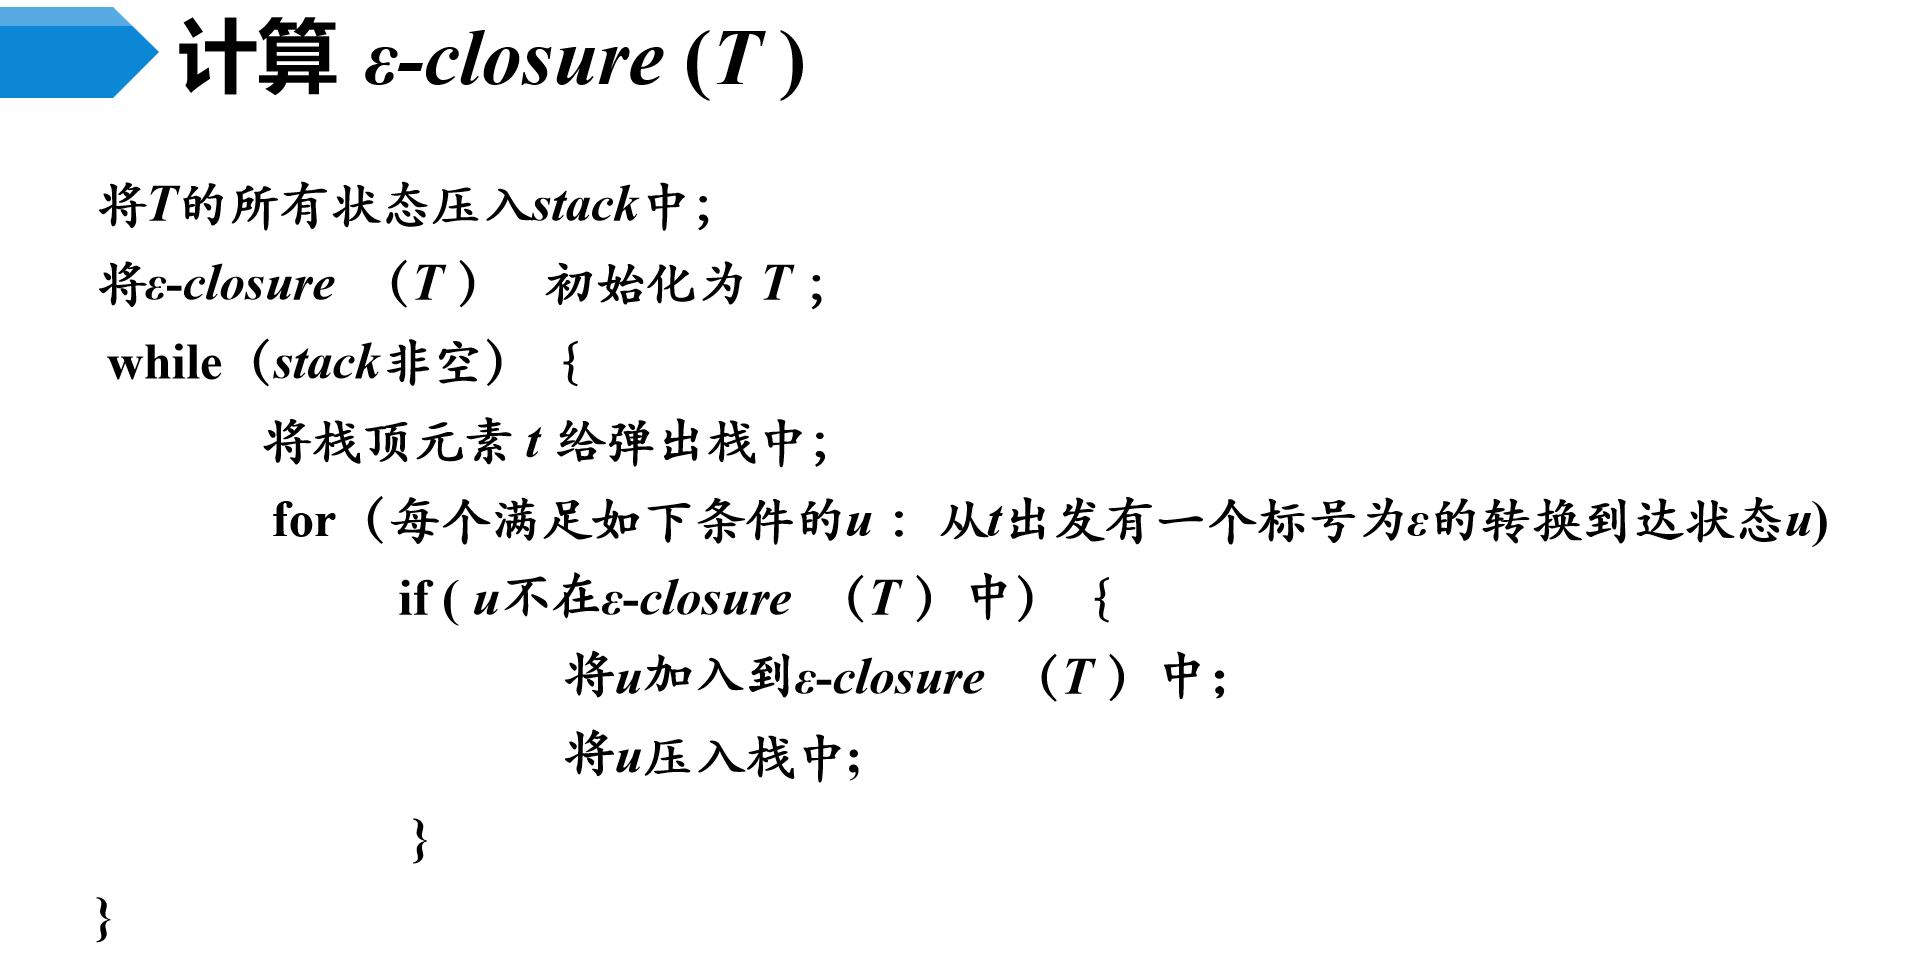 计算 ε-closure (T )
将T的所有状态压入stack中；
将ε-closure （T ） 初始化为 T ；
while（stack非空） {
将栈顶元素 t 给弹出栈中；
for（每个满足如下条件的u ： 从t出发有一个标号为ε的转换到达状态u)
if ( u不在ε-closure （T ）中） {
将u加入到ε-closure （T ）中；
将u压入栈中；
}
}